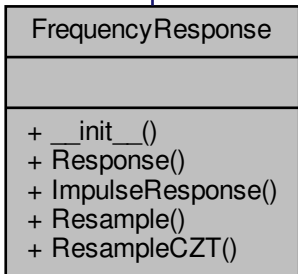 FrequencyResponse
+ __init__()
+ Response()
+ ImpulseResponse()
+ Resample()
+ ResampleCZT()